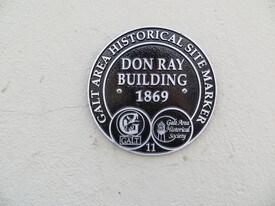 GALT AREA HISTORICAL SITE MARKER
DON RAY
BUILDING
1869
GALT
Galt Area
Historical
Society
11